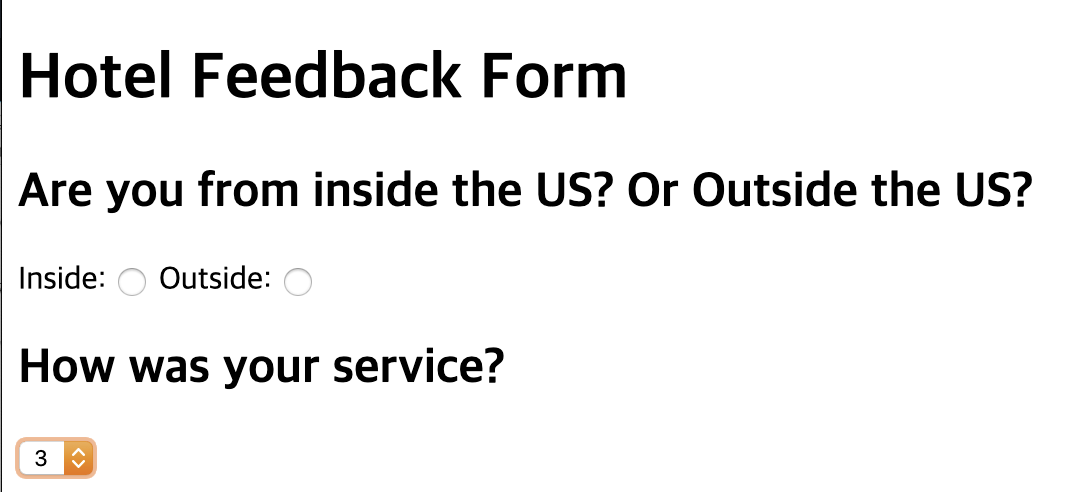 Hotel Feedback Form
Are you from inside the US? Or Outside the US?
Inside: Outside:
How was your service?
3